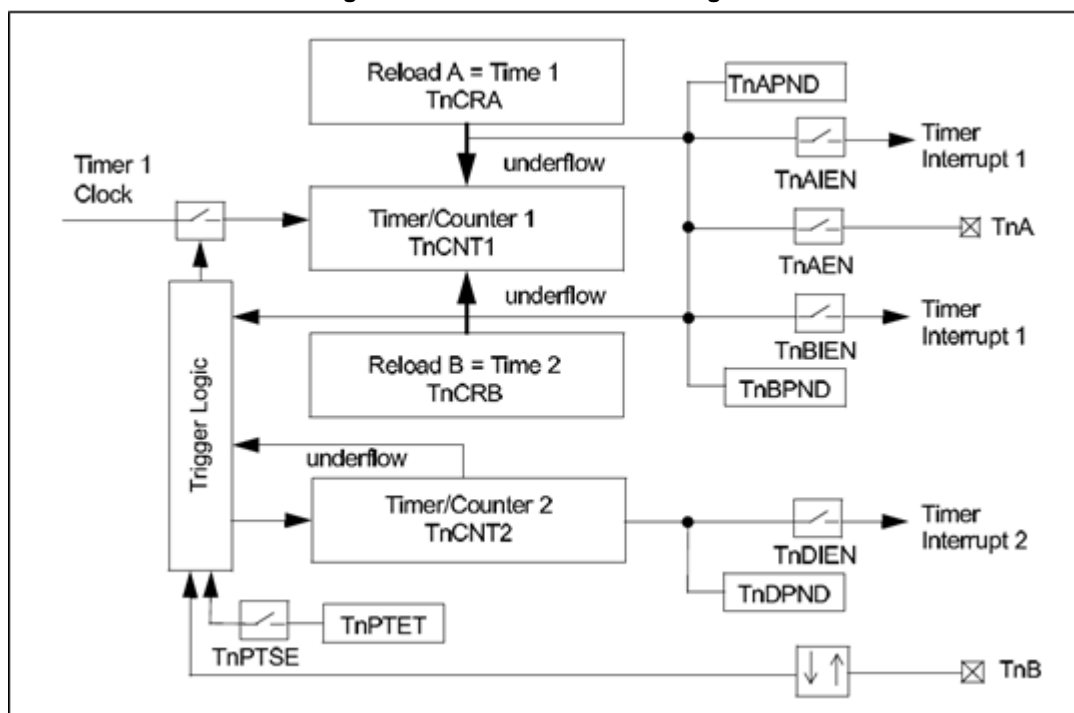 Reload A = Time 1
TnCRA
TnAPND
Timer 1
Clock
underflow
TnAIEN
Timer
Interrupt 1
Timer/Counter 1
TnCNT1
TnAEN
TnA
underflow
TnBIEN
Timer
Interrupt 1
Reload B = Time 2
TnCRB
TnBPND
Trigger Logic
underflow
Timer/Counter 2
TnCNT2
TnDIEN
Timer
Interrupt 2
TnDPND
TnPTSE
TnPTET
TnB